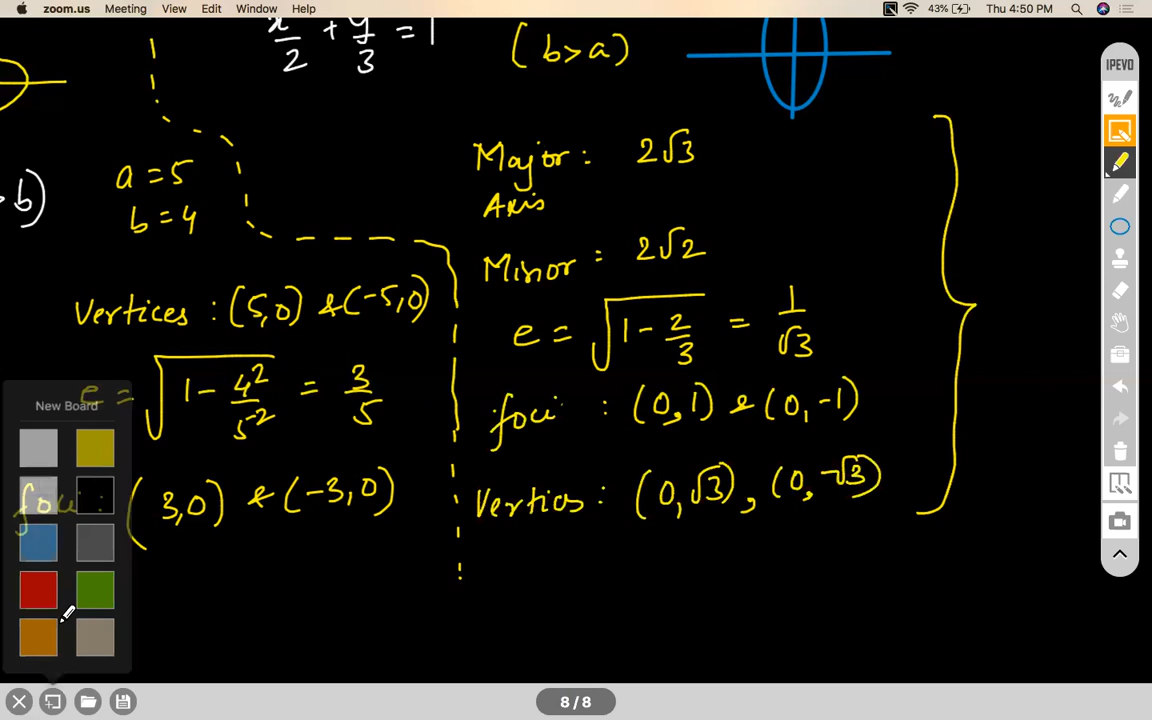 zoom.us Meeting View Edit Window Help
43% Thu 4:50 PM
x²/2 + y²/3 = 1
(b>a)
IPEVO
b)
a = 5
b = 4
Vertices : (5,0) & (-5,0)
e = √(1 - 4²/5²) = 3/5
foci : (3,0) & (-3,0)
Major : 2√3
Axis
Minor : 2√2
e = √(1 - 2/3) = 1/√3
foci : (0,1) & (0,-1)
Vertics : (0,√3), (0,-√3)
New Board
8/8